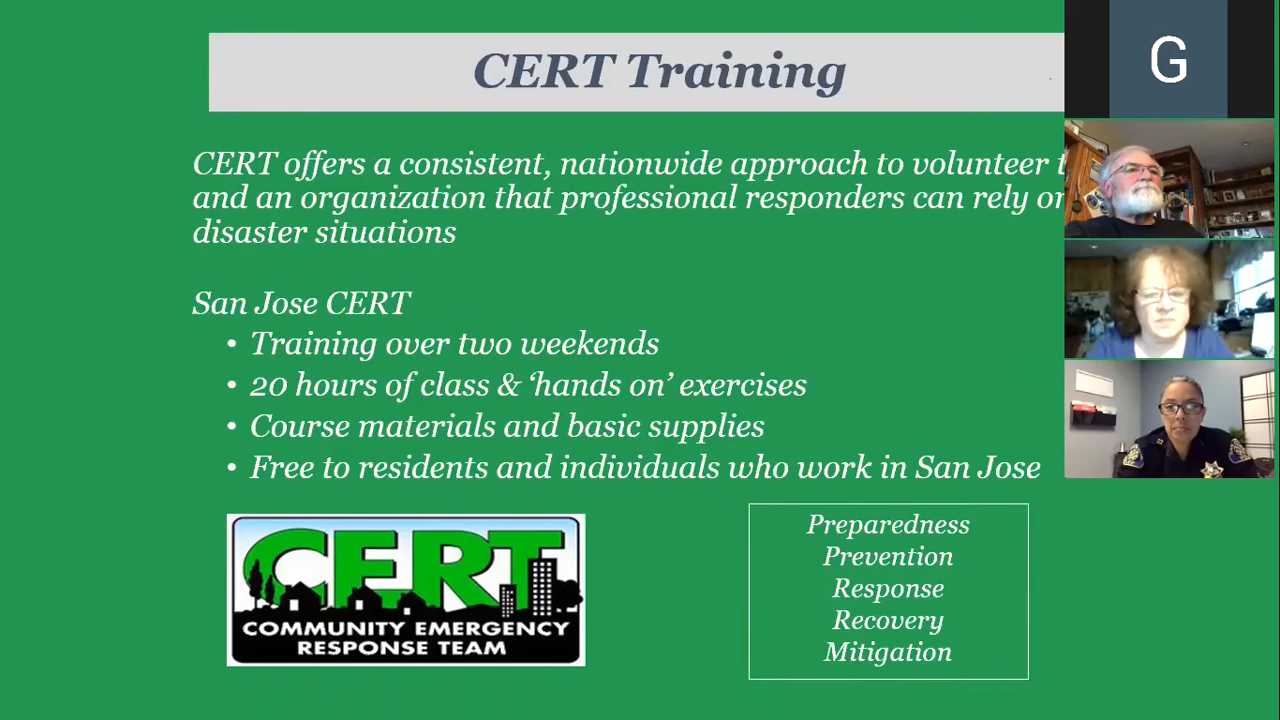 CERT Training
G
CERT offers a consistent, nationwide approach to volunteer
and an organization that professional responders can rely
disaster situations
San Jose CERT
• Training over two weekends
• 20 hours of class & ‘hands on’ exercises
• Course materials and basic supplies
• Free to residents and individuals who work in San Jose
CERT
COMMUNITY EMERGENCY
RESPONSE TEAM
Preparedness
Prevention
Response
Recovery
Mitigation